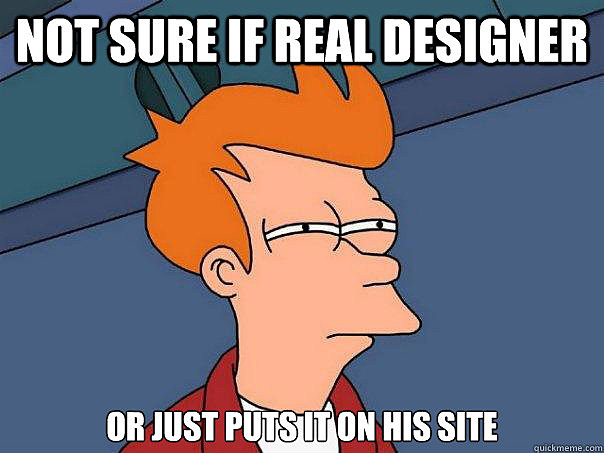 NOT SURE IF REAL DESIGNER
OR JUST PUTS IT ON HIS SITE
quickmeme.com